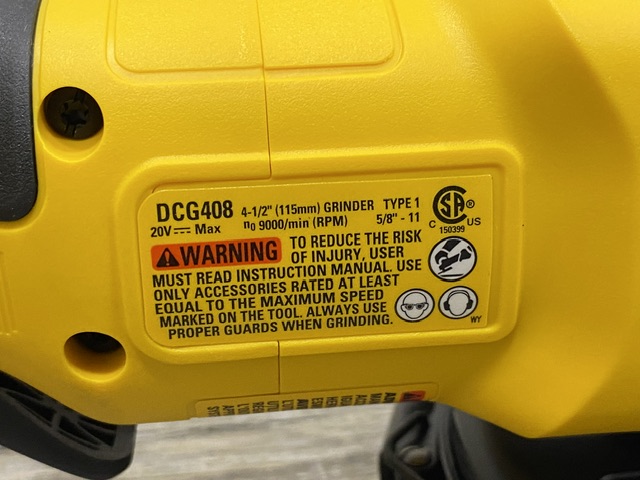 DCG408 4-1/2" (115mm) GRINDER TYPE 1
20V Max n0 9000/min (RPM) 5/8" - 11
SA®
C US
150399
WARNING TO REDUCE THE RISK
OF INJURY, USER
MUST READ INSTRUCTION MANUAL. USE
ONLY ACCESSORIES RATED AT LEAST
EQUAL TO THE MAXIMUM SPEED
MARKED ON THE TOOL. ALWAYS USE
PROPER GUARDS WHEN GRINDING.
WY